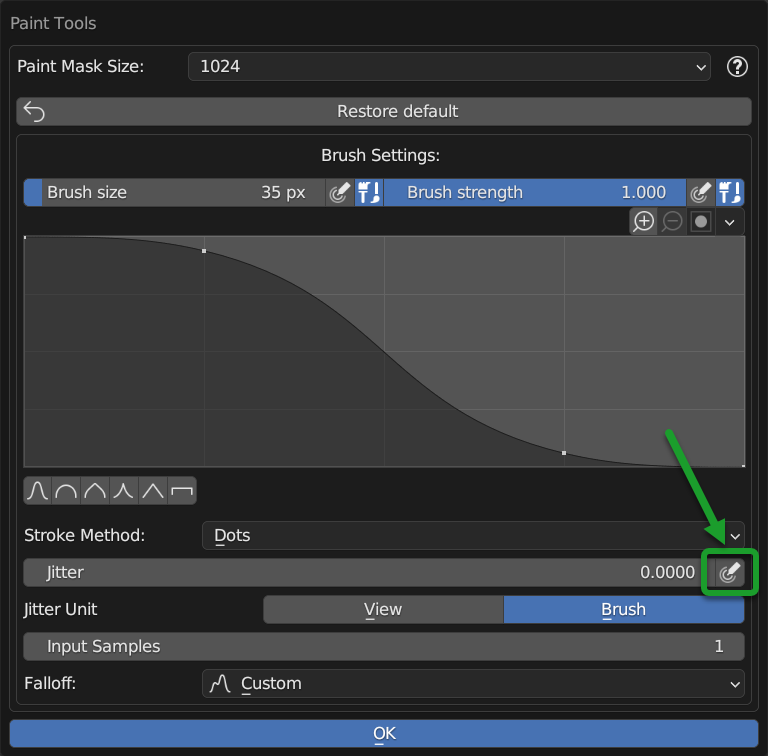 Paint Tools
Paint Mask Size: 1024
Restore default
Brush Settings:
Brush size 35 px Brush strength 1.000
Stroke Method: Dots
Jitter 0.0000
Jitter Unit View Brush
Input Samples 1
Falloff: Custom
OK